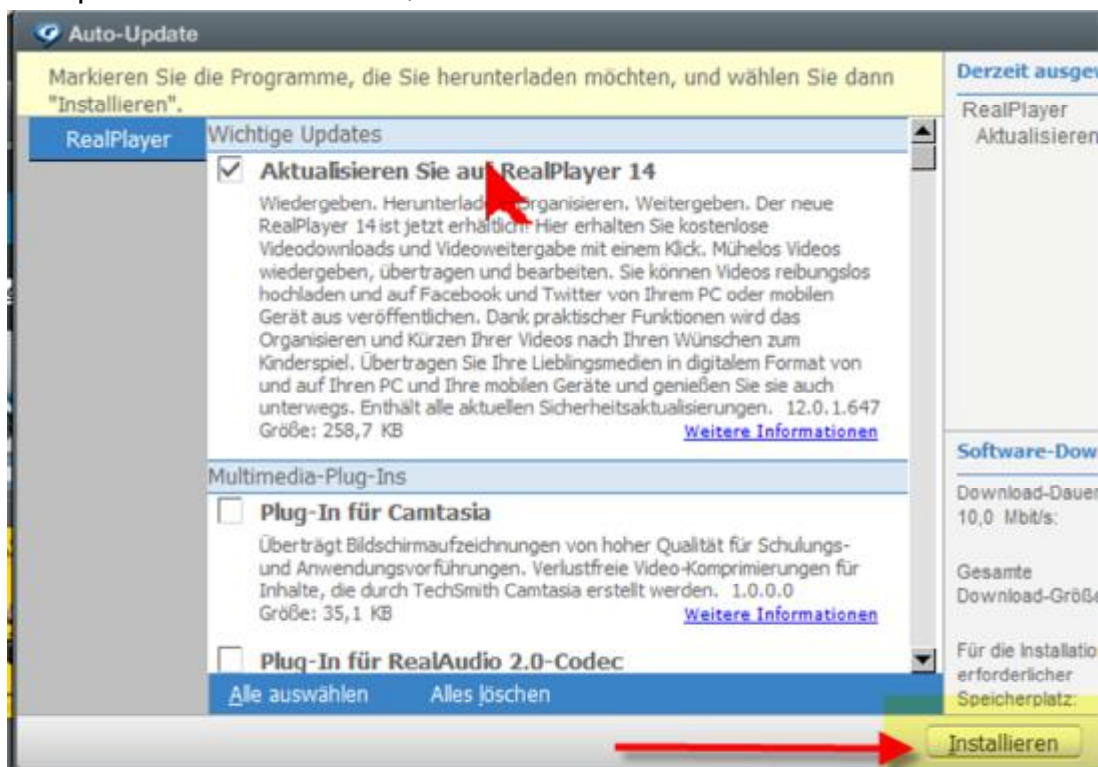 Auto-Update
Markieren Sie die Programme, die Sie herunterladen möchten, und wählen Sie dann
"Installieren".
RealPlayer
Wichtige Updates
Aktualisieren Sie auf RealPlayer 14
Wiedergeben. Organisieren. Weitergeben. Der neue
RealPlayer 14 ist jetzt erhältlich! Hier erhalten Sie kostenlose
Videodownloads und Videoweitergabe mit einem Klick. Mühelos Videos
wiedergeben, übertragen und bearbeiten. Sie können Videos reibungslos
hochladen und auf Facebook und Twitter von Ihrem PC oder mobilen
Gerät aus veröffentlichen. Dank praktischer Funktionen wird das
Organisieren und Kürzen Ihrer Videos nach Ihren Wünschen zum
Kinderspiel. Übertragen Sie Ihre Lieblingsmedien in digitalem Format von
und auf Ihren PC und Ihre mobilen Geräte und genießen Sie sie auch
unterwegs. Enthält alle aktuellen Sicherheitsaktualisierungen. 12.0.1.647
Größe: 258,7 KB
Weitere Informationen
Multimedia-Plug-Ins
Plug-In für Camtasia
Überträgt Bildschirmaufzeichnungen von hoher Qualität für Schulungs-
und Anwendungsvorführungen. Verlustfreie Video-Komprimierungen für
Inhalte, die durch TechSmith Camtasia erstellt werden. 1.0.0.0
Größe: 35,1 KB
Weitere Informationen
Plug-In für RealAudio 2.0-Codec
Alle auswählen
Alles löschen
Derzeit
RealPlayer
Aktualisieren
Download-Dauer
10,0 Mbit/s:
Gesamte
Für die
erforderlicher
Speicherplatz:
Installieren